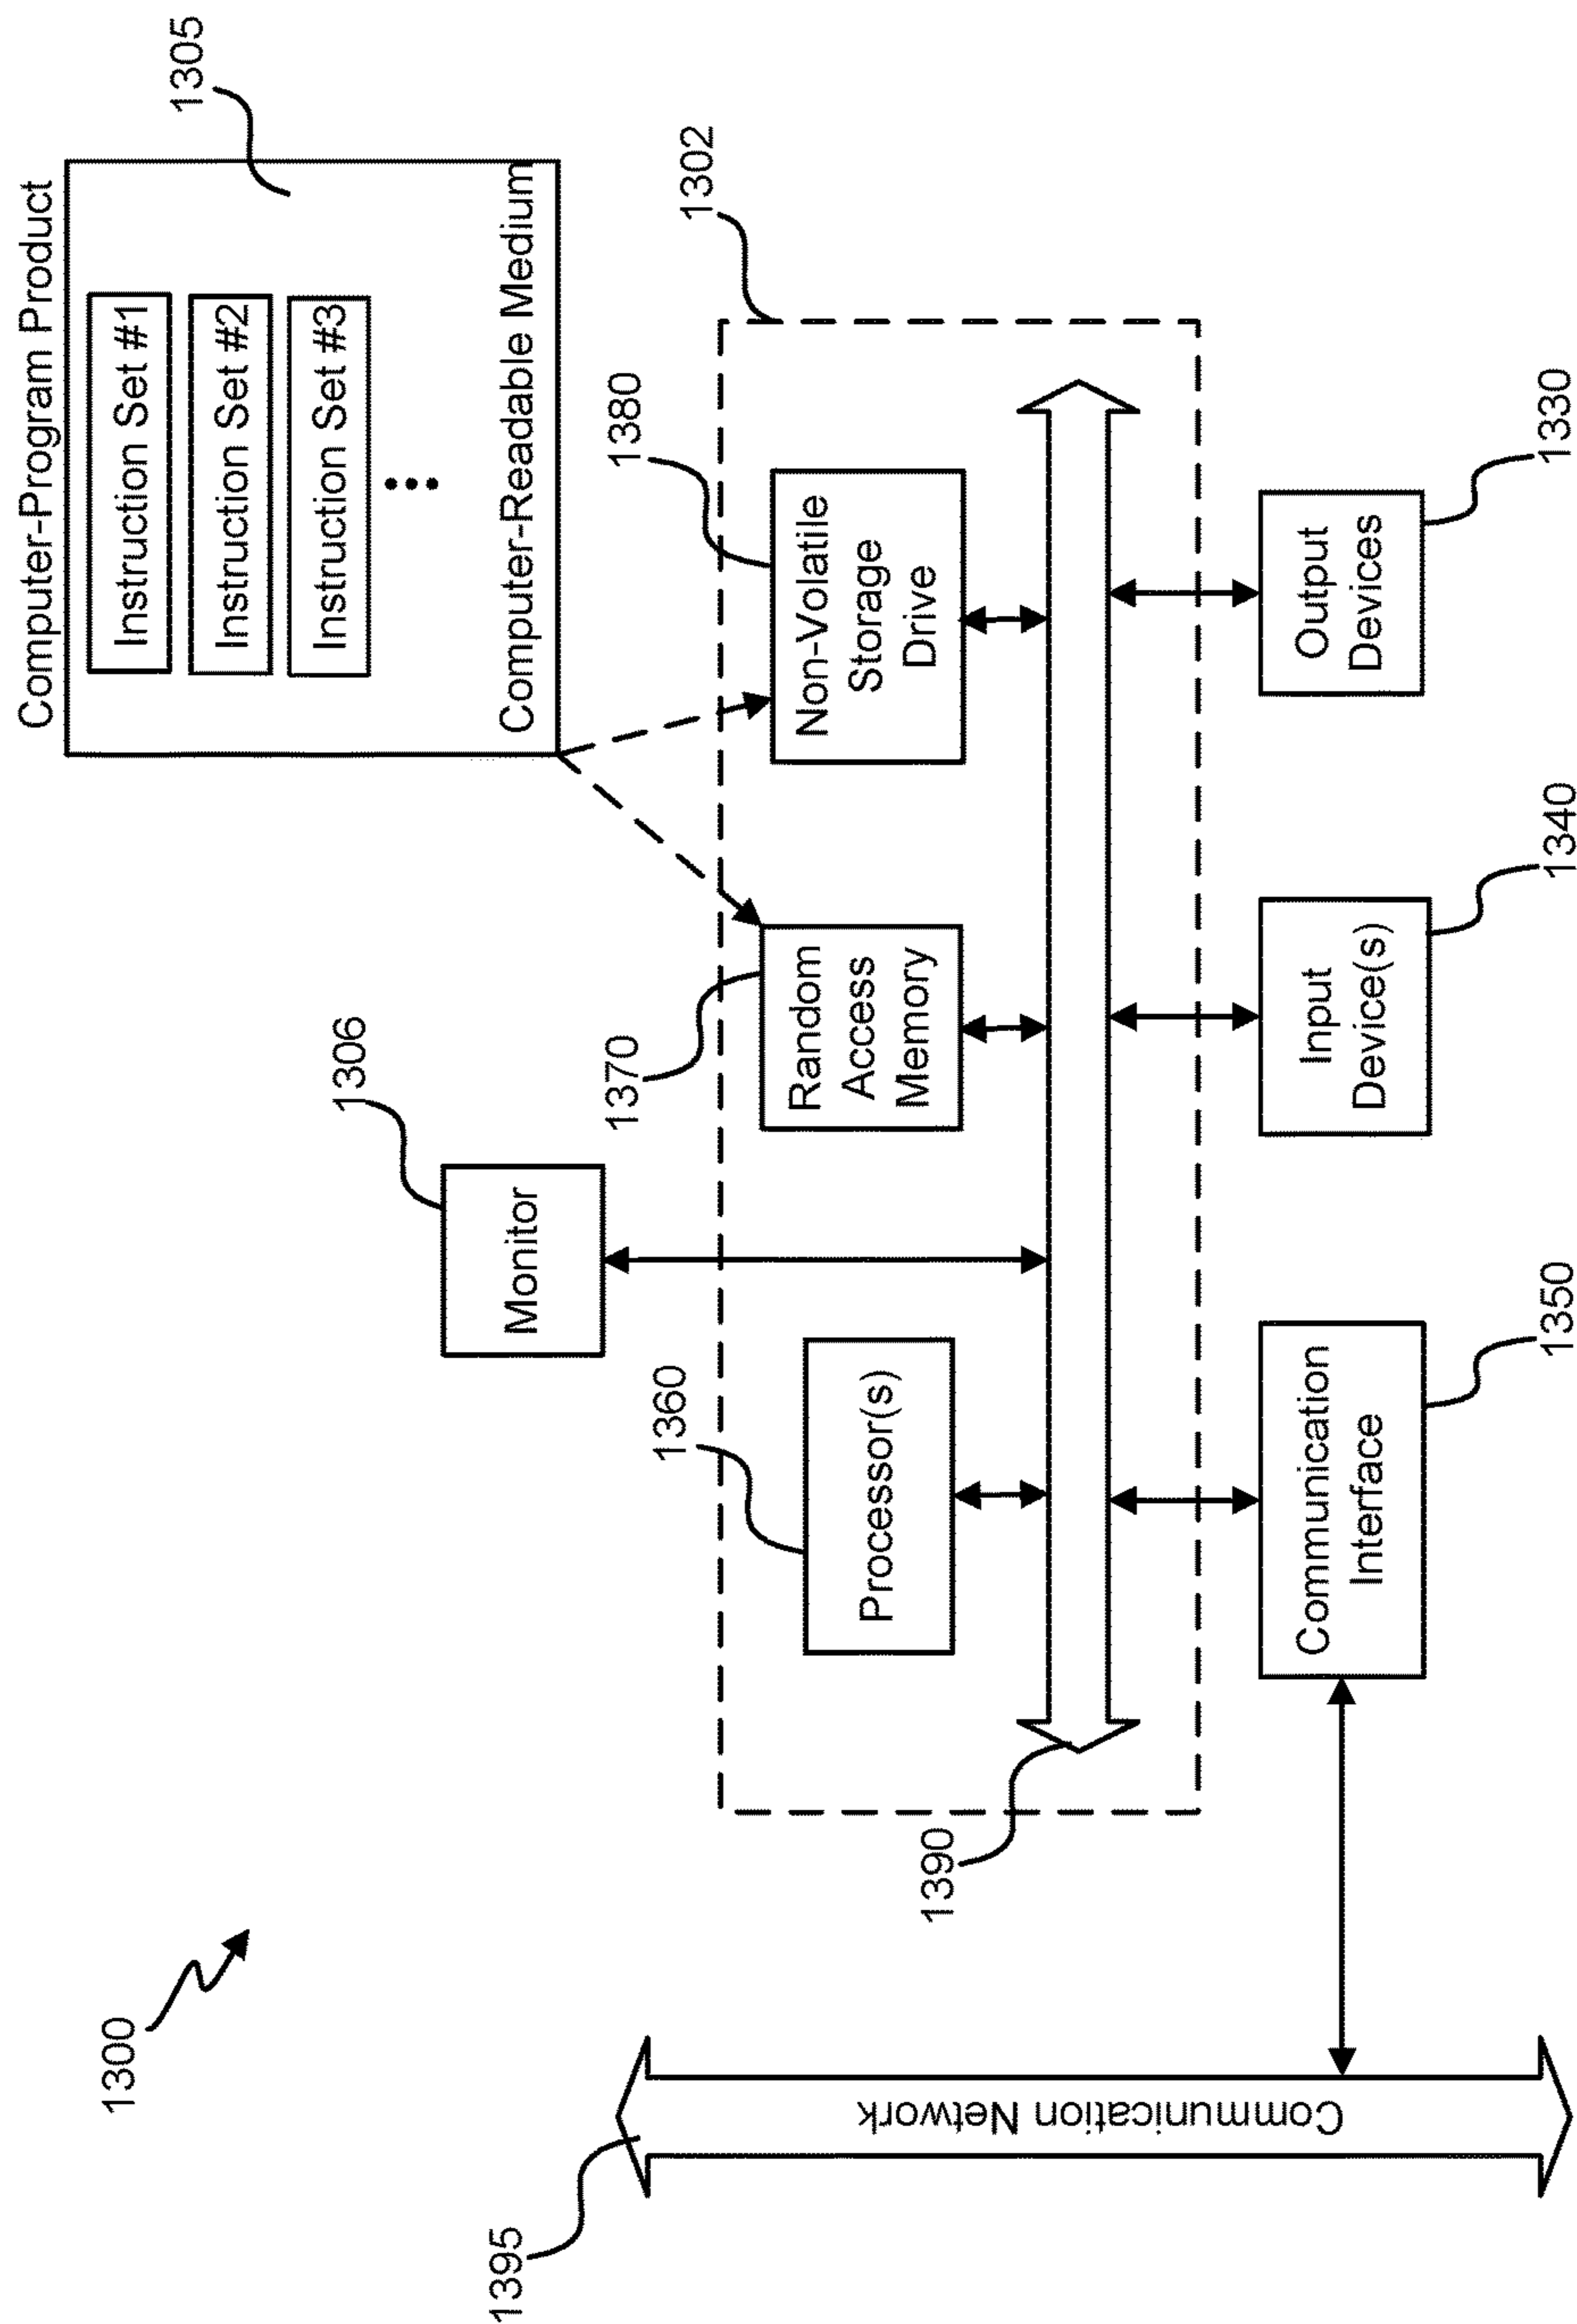 1300
Computer-Program Product
Instruction Set #1
Instruction Set #2
Instruction Set #3
Computer-Readable Medium
1305
1306
Monitor
1302
1360
Processor(s)
1370
Random
Access
Memory
1380
Non-Volatile
Storage
Drive
1390
1395
Communication Network
Communication
Interface
1350
Input
Device(s)
1340
Output
Devices
1330